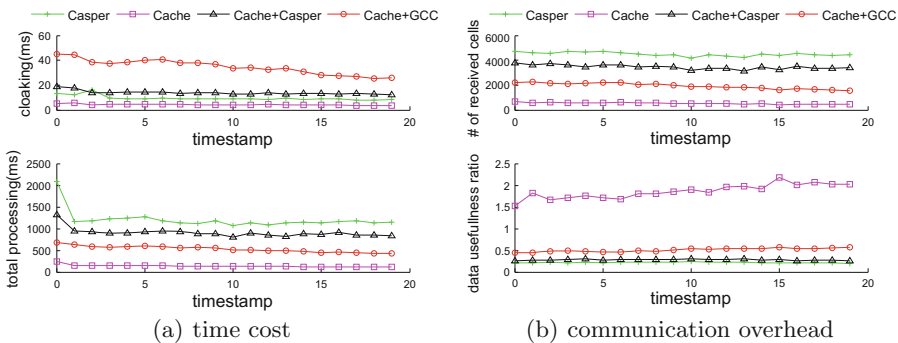 Casper Cache Cache+Casper Cache+GCC
cloaking(ms)
60
40
20
0
0 5 10 15 20
timestamp
total processing(ms)
2500
2000
1500
1000
500
0
0 5 10 15 20
timestamp
(a) time cost
Casper Cache Cache+Casper Cache+GCC
# of received cells
6000
4000
2000
0
0 5 10 15 20
timestamp
data usefullness ratio
2.5
2
1.5
1
0.5
0
0 5 10 15 20
timestamp
(b) communication overhead